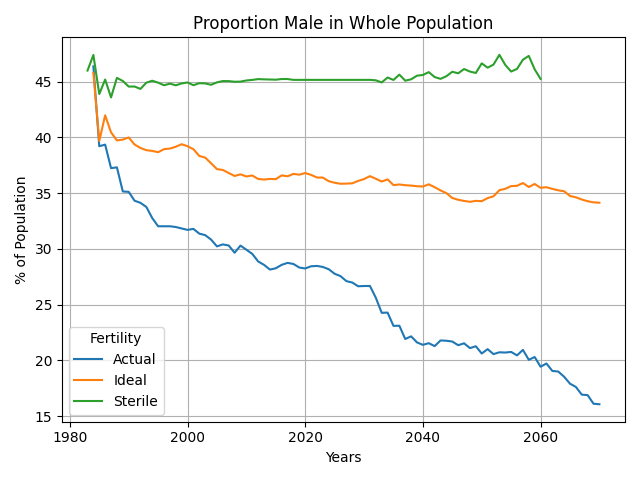 Proportion Male in Whole Population
% of Population
45
40
35
30
25
20
15
Fertility
Actual
Ideal
Sterile
1980
2000
2020
2040
2060
Years